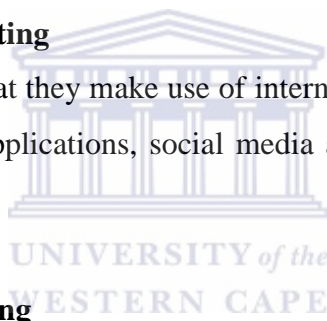 ting
at they make use of intern
pplications, social media a
UNIVERSITY of the
ng
WESTERN CAPE